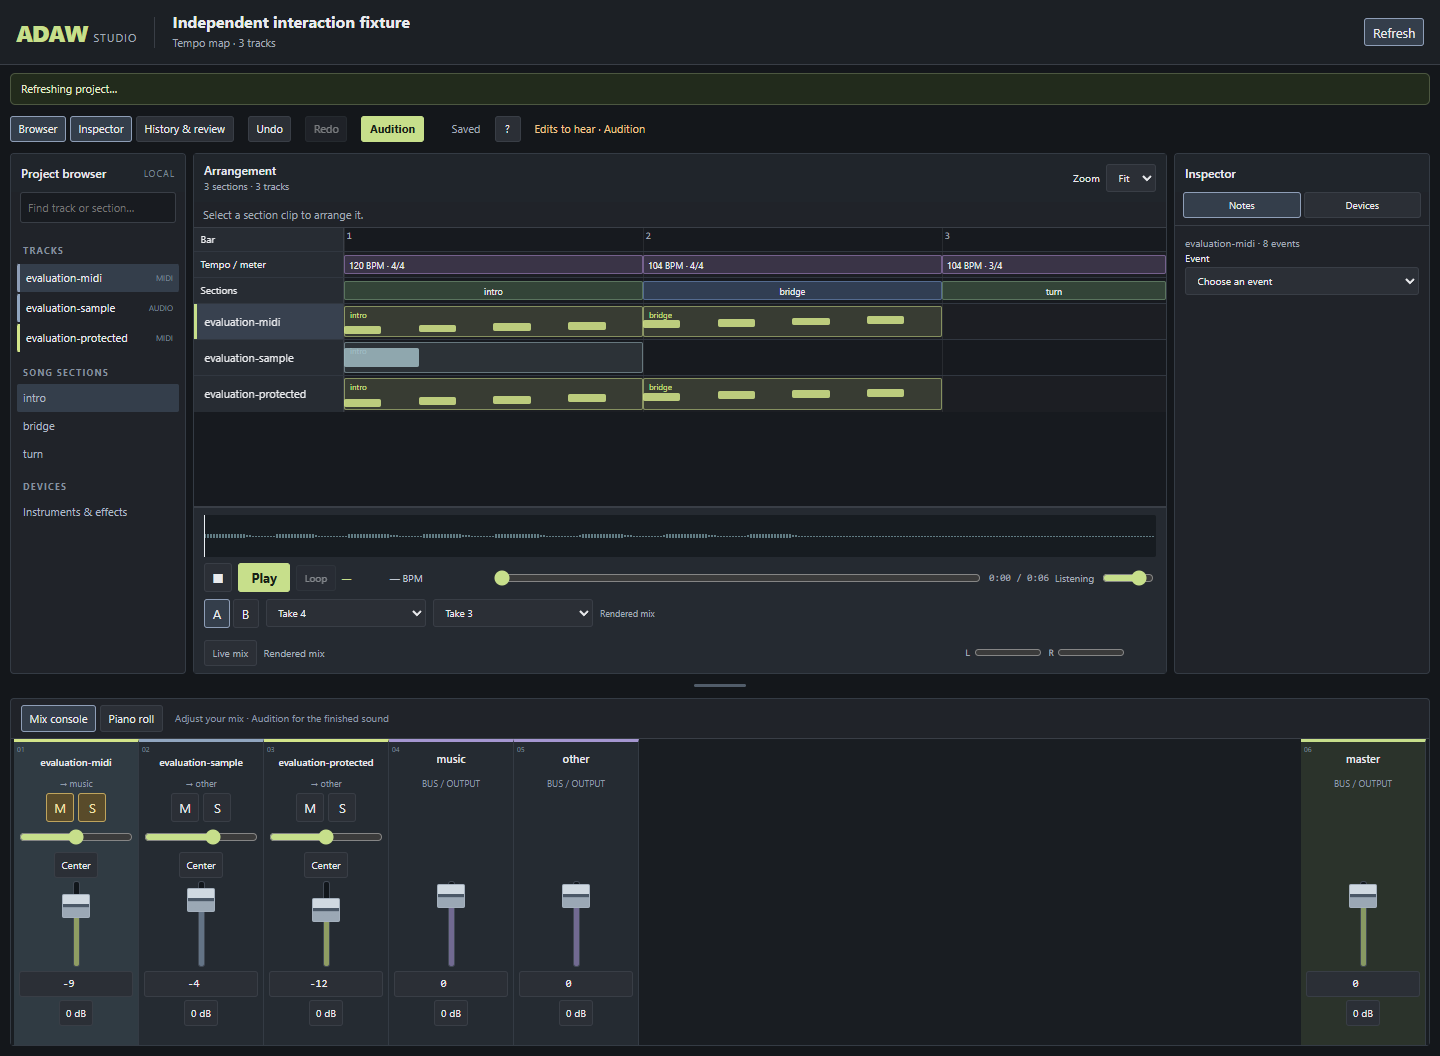 ADAW STUDIO
Independent interaction fixture
Tempo map · 3 tracks
Refresh
Refreshing project...
Browser
Inspector
History & review
Undo
Redo
Audition
Saved
?
Edits to hear · Audition
Project browser
LOCAL
Find track or section...
TRACKS
evaluation-midi MIDI
evaluation-sample AUDIO
evaluation-protected MIDI
SONG SECTIONS
intro
bridge
turn
DEVICES
Instruments & effects
Arrangement
3 sections · 3 tracks
Zoom Fit
Select a section clip to arrange it.
Bar 1 2 3
Tempo / meter 120 BPM · 4/4 104 BPM · 4/4 104 BPM · 3/4
Sections intro bridge turn
evaluation-midi intro bridge
evaluation-sample
evaluation-protected intro bridge
Play Loop — — BPM 0:00 / 0:06 Listening
A B Take 4 Take 3 Rendered mix
Live mix Rendered mix L R
Inspector
Notes Devices
evaluation-midi · 8 events
Event
Choose an event
Mix console Piano roll Adjust your mix · Audition for the finished sound
01 02 03 04 05 06
evaluation-midi evaluation-sample evaluation-protected music other master
→ music → other → other BUS / OUTPUT BUS / OUTPUT BUS / OUTPUT
M S M S M S
Center Center Center
-9 -4 -12 0 0 0
0 dB 0 dB 0 dB 0 dB 0 dB 0 dB